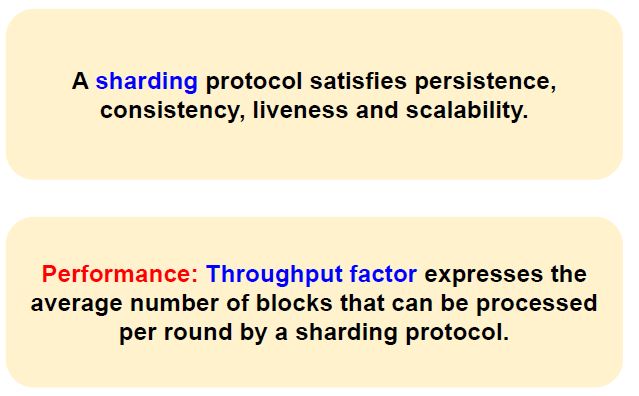 A sharding protocol satisfies persistence,
consistency, liveness and scalability.
Performance: Throughput factor expresses the
average number of blocks that can be processed
per round by a sharding protocol.